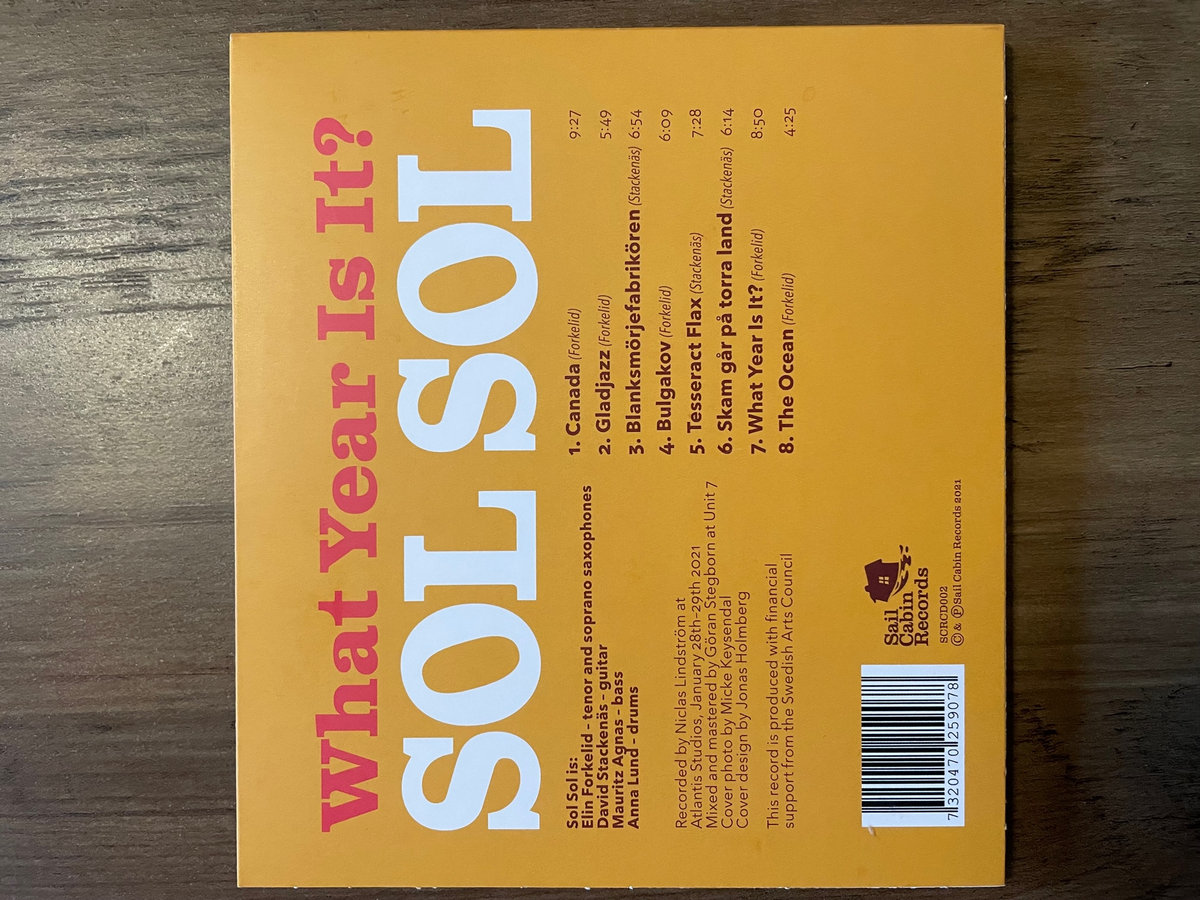 What Year Is It?
SOL SOL
Sol Sol is:
Elin Forkelid – tenor and soprano saxophones
David Stackenäs – guitar
Mauritz Agnas – bass
Anna Lund – drums
Recorded by Niclas Lindström at
Atlantis Studios, January 28th–29th 2021
Mixed and mastered by Göran Stegborn at Unit 7
Cover photo by Micke Keysendal
Cover design by Jonas Holmberg
This record is produced with financial
support from the Swedish Arts Council
1. Canada (Forkelid) 9:27
2. Gladjazz (Forkelid) 5:49
3. Blanksmörjefabrikören (Stackenäs) 6:54
4. Bulgakov (Forkelid) 6:09
5. Tesseract Flax (Stackenäs) 7:28
6. Skam går på torra land (Stackenäs) 6:14
7. What Year Is It? (Forkelid) 8:50
8. The Ocean (Forkelid) 4:25
7 320470 259078
Sail
Cabin
Records
SCRCD002
© & ℗ Sail Cabin Records 2021